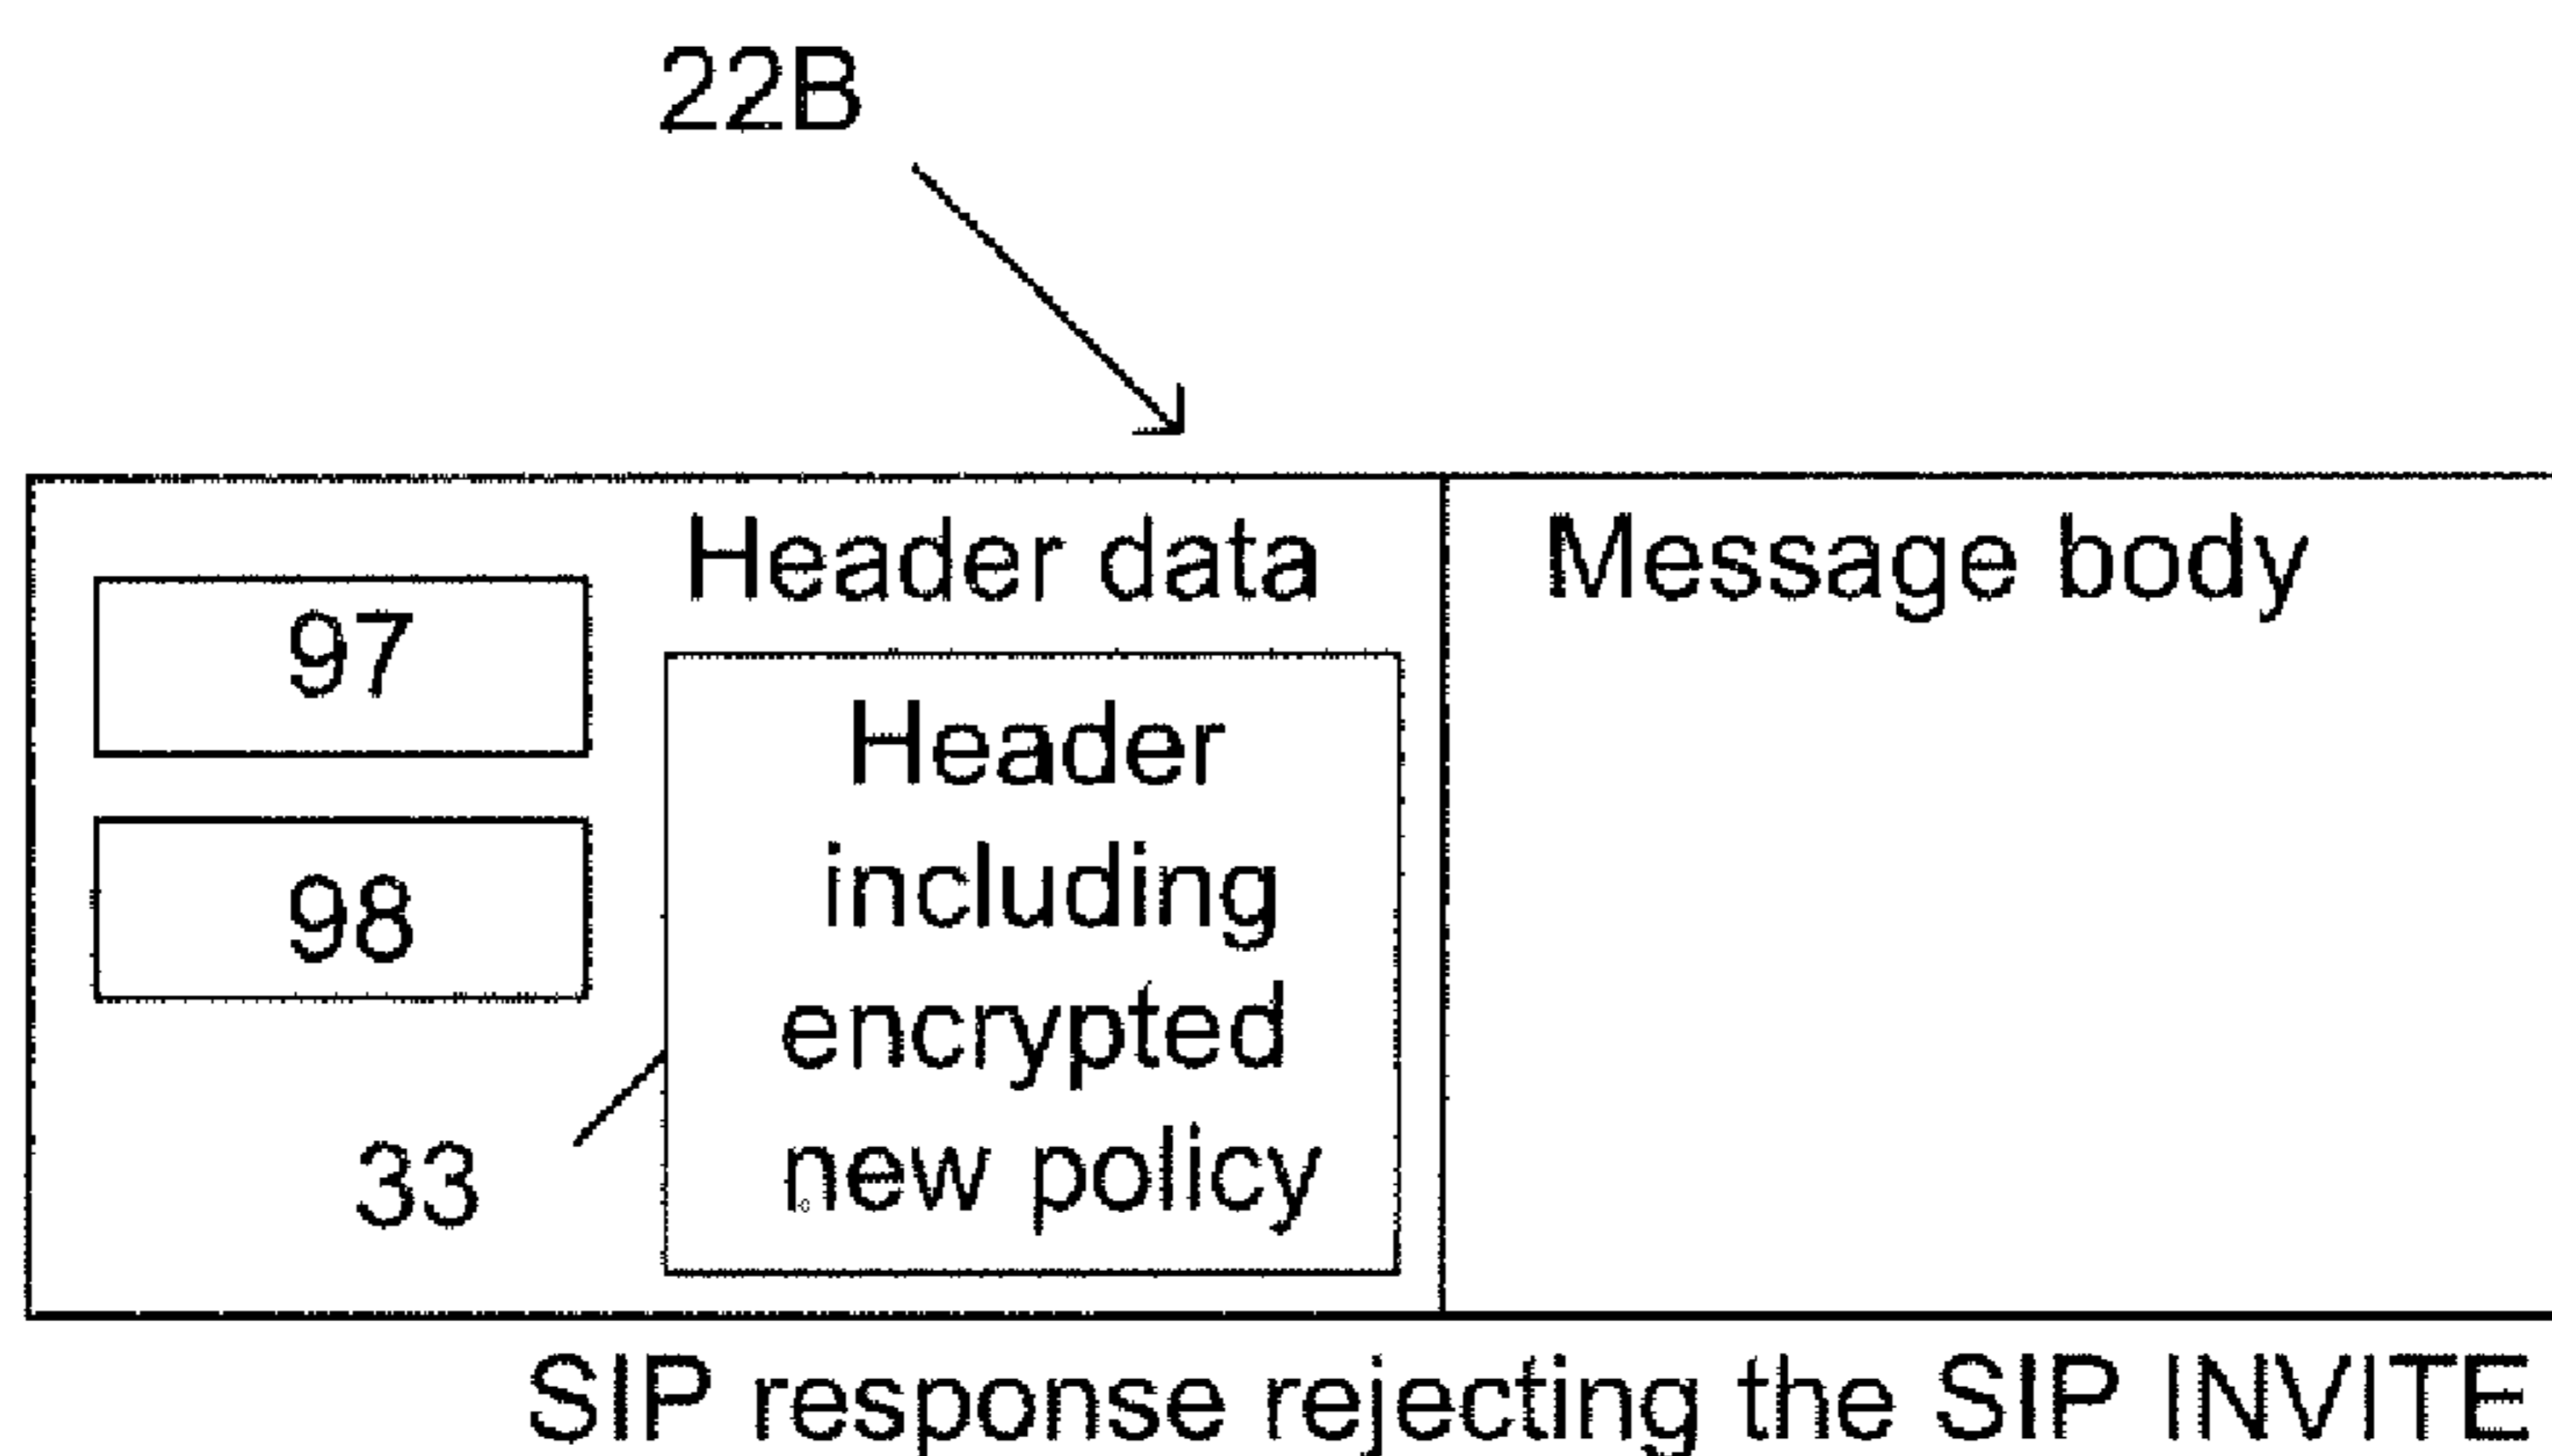 22B
Header data
Message body
97
Header
including
encrypted
new policy
98
33
SIP response rejecting the SIP INVITE